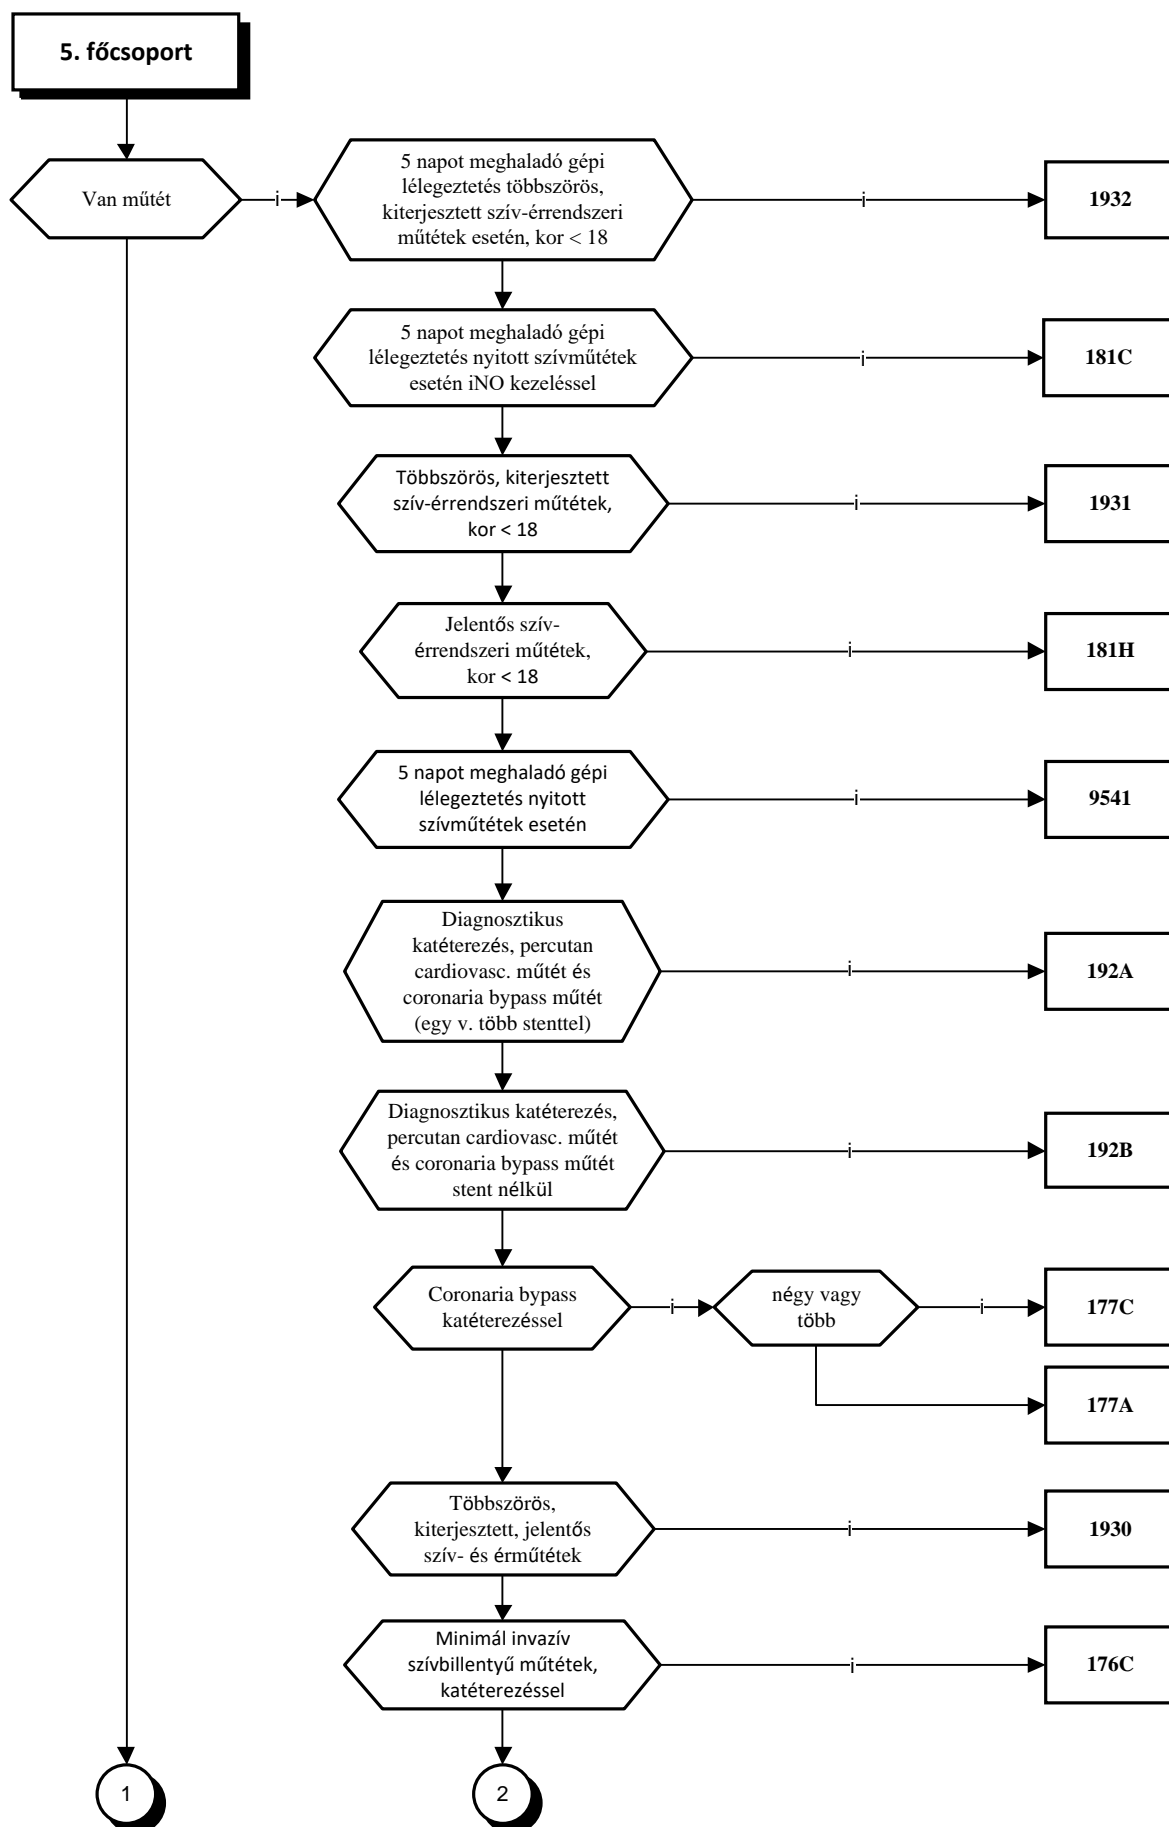 5. főcsoport
Van műtét
i
5 napot meghaladó gépi
lélegeztetés többszörös,
kiterjesztett szív-érrendszeri
műtétek esetén, kor < 18
i
1932
5 napot meghaladó gépi
lélegeztetés nyitott szívműtétek
esetén iNO kezeléssel
i
181C
Többszörös, kiterjesztett
szív-érrendszeri műtétek,
kor < 18
i
1931
Jelentős szív-
érrendszeri műtétek,
kor < 18
i
181H
5 napot meghaladó gépi
lélegeztetés nyitott
szívműtétek esetén
i
9541
Diagnosztikus
katéterezés, percutan
cardiovasc. műtét és
coronaria bypass műtét
(egy v. több stenttel)
i
192A
Diagnosztikus katéterezés,
percutan cardiovasc. műtét
és coronaria bypass műtét
stent nélkül
i
192B
Coronaria bypass
katéterezéssel
i
négy vagy
több
i
177C
177A
Többszörös,
kiterjesztett, jelentős
szív- és érműtétek
i
1930
Minimál invazív
szívbillentyű műtétek,
katéterezéssel
i
176C
1
2